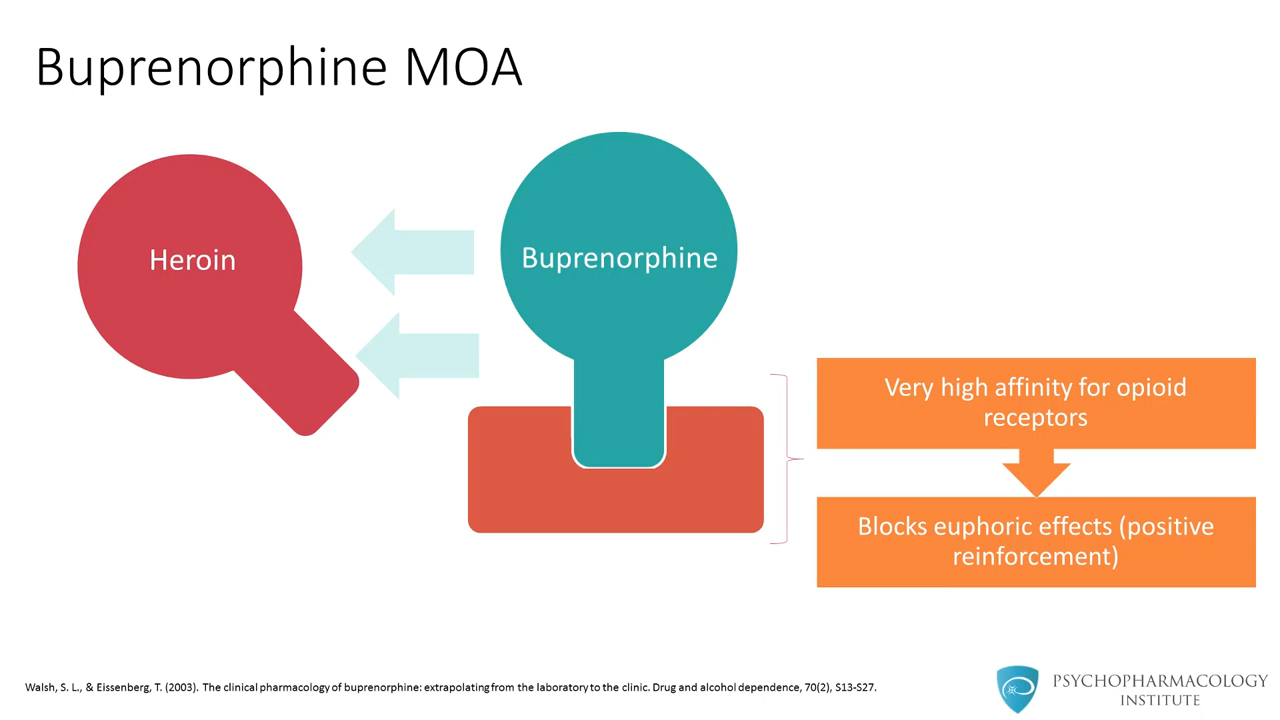 Buprenorphine MOA
Heroin
Buprenorphine
Very high affinity for opioid
receptors
Blocks euphoric effects (positive
reinforcement)
Walsh, S. L., & Eissenberg, T. (2003). The clinical pharmacology of buprenorphine: extrapolating from the laboratory to the clinic. Drug and alcohol dependence, 70(2), S13-S27.
PSYCHOPHARMACOLOGY
INSTITUTE